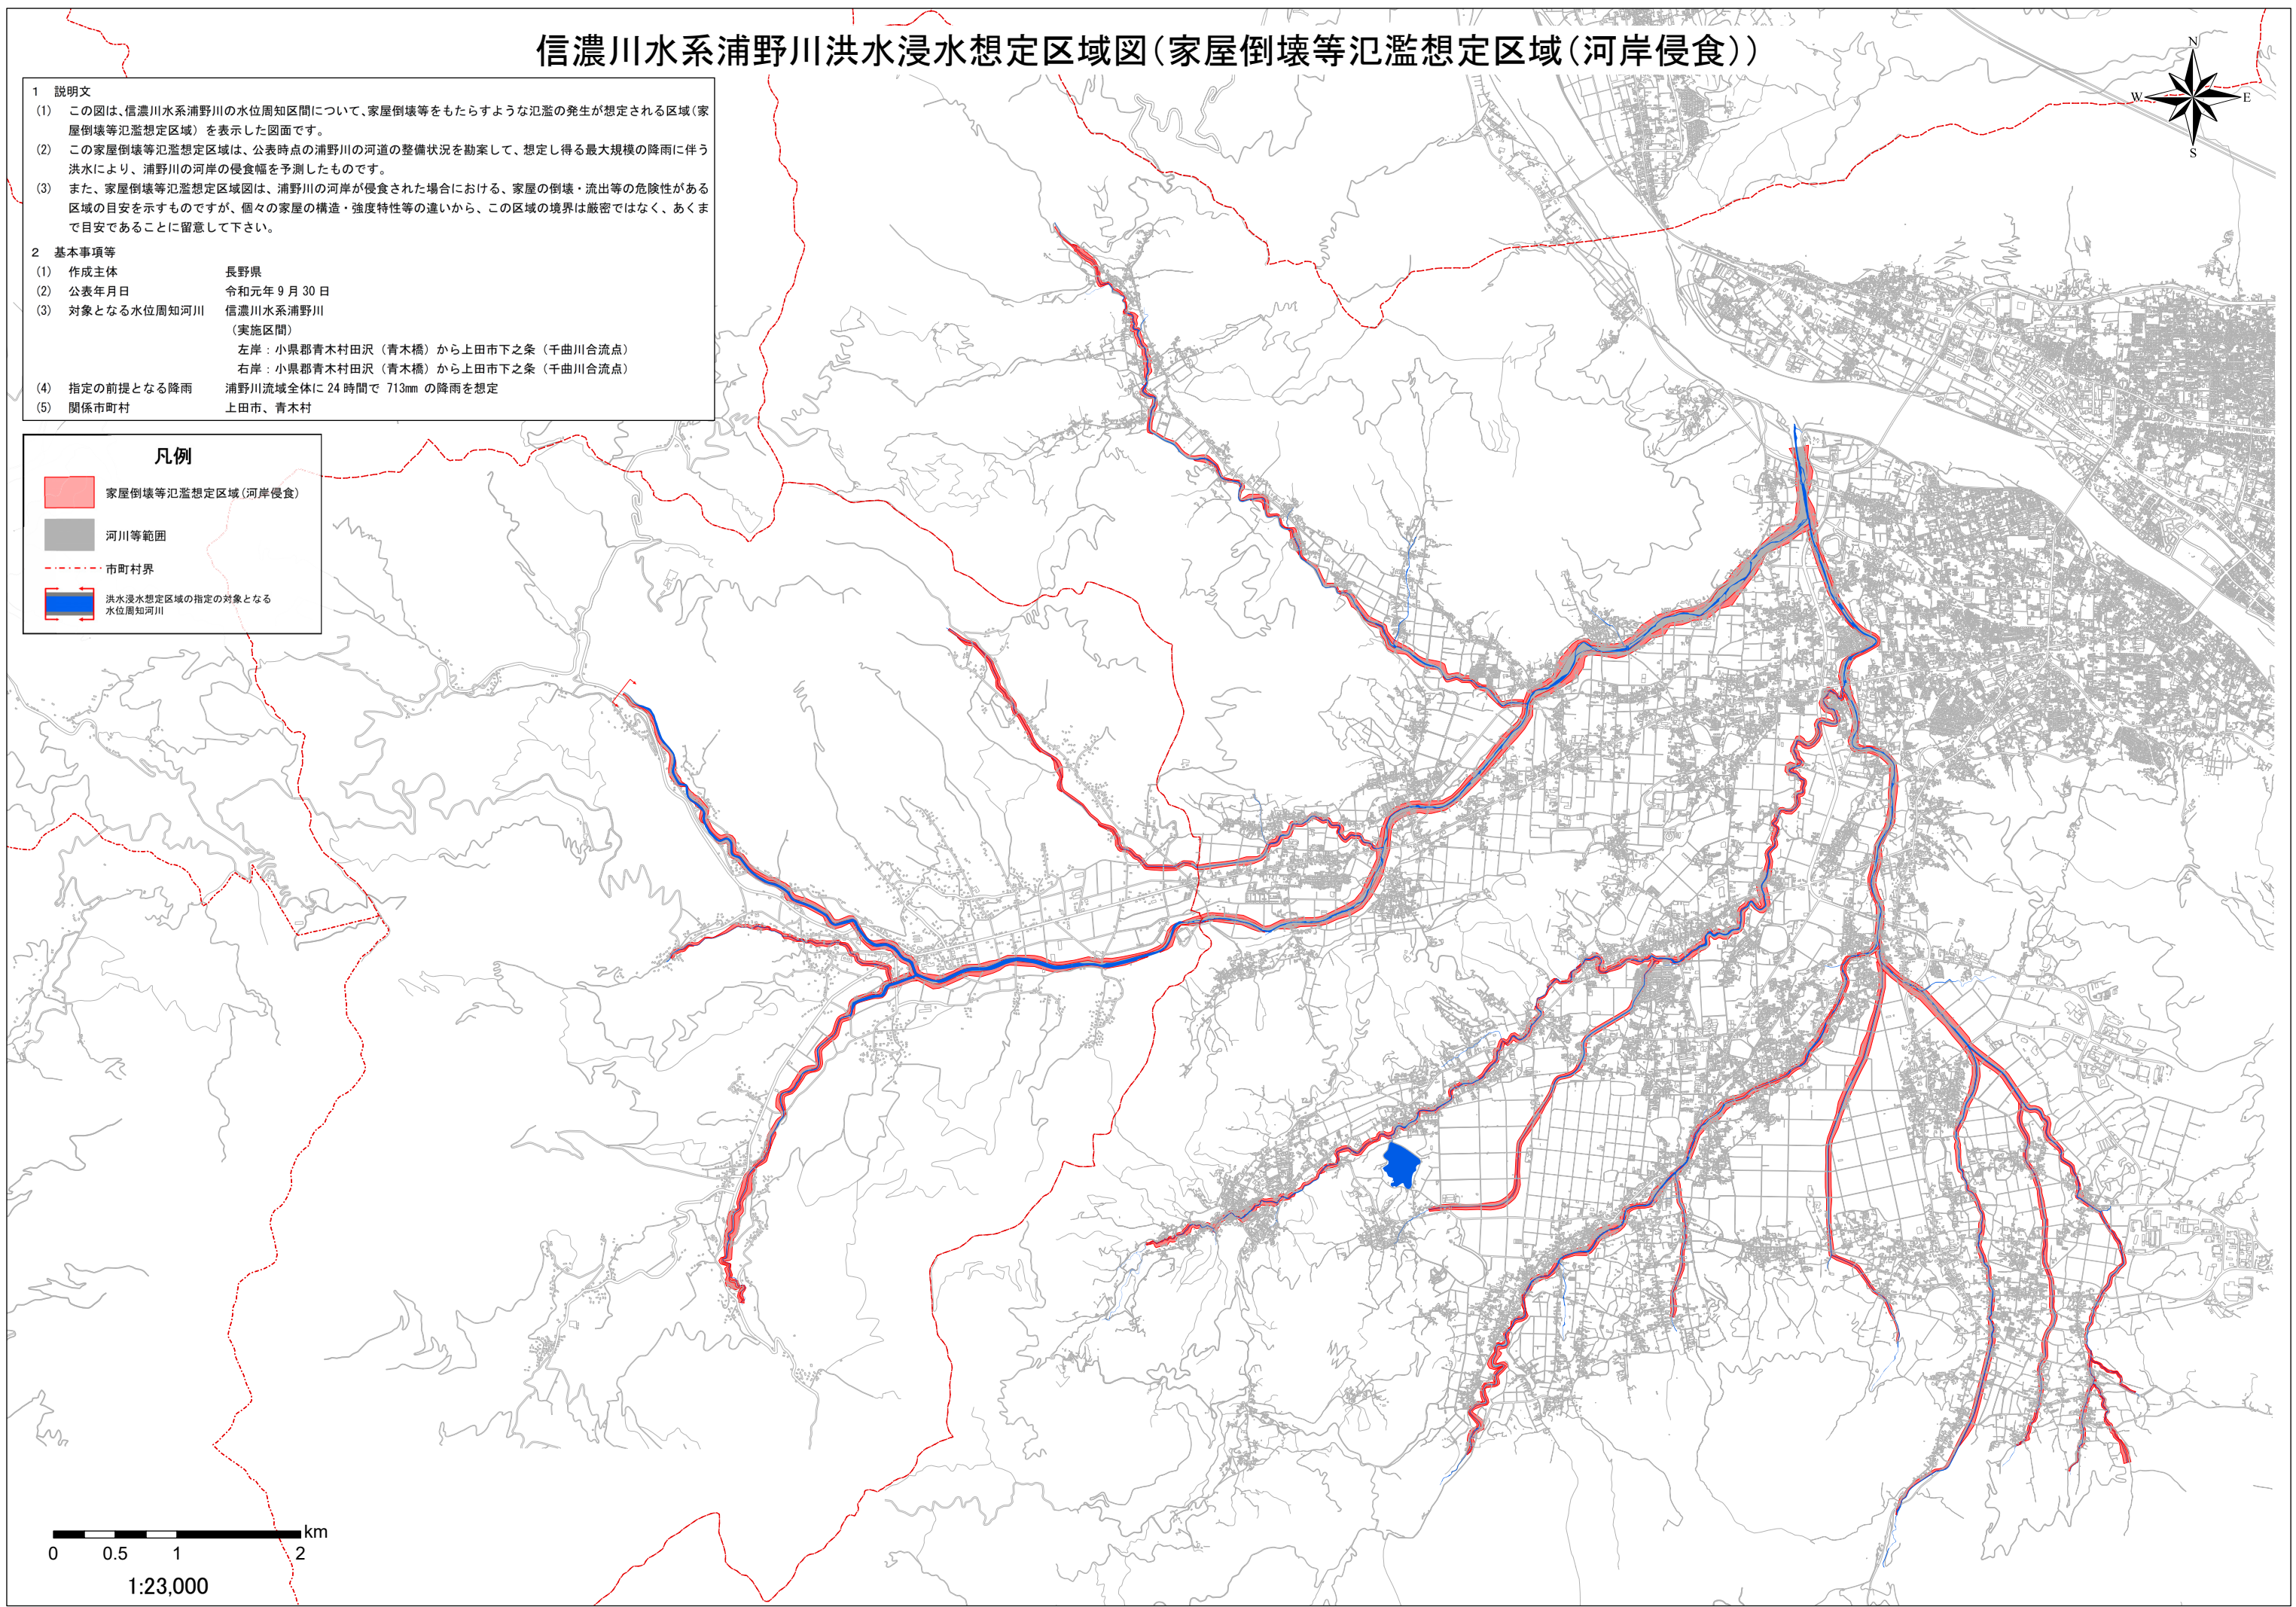 信濃川水系浦野川洪水浸水想定区域図(家屋倒壊等氾濫想定区域(河岸侵食))
1 説明文
(1) この図は、信濃川水系浦野川の水位周知区間について、家屋倒壊等をもたらすような氾濫の発生が想定される区域(家
屋倒壊等氾濫想定区域)を表示した図面です。
(2) この家屋倒壊等氾濫想定区域は、公表時点の浦野川の河道の整備状況を勘案して、想定し得る最大規模の降雨に伴う
洪水により、浦野川の河岸の侵食幅を予測したものです。
(3) また、家屋倒壊等氾濫想定区域図は、浦野川の河岸が侵食された場合における、家屋の倒壊・流出等の危険性がある
区域の目安を示すものですが、個々の家屋の構造・強度特性等の違いから、この区域の境界は厳密ではなく、あくま
で目安であることに留意して下さい。
2 基本事項等
(1) 作成主体 長野県
(2) 公表年月日 令和元年9月30日
(3) 対象となる水位周知河川 信濃川水系浦野川
(実施区間)
左岸:小県郡青木村田沢(青木橋)から上田市下之条(千曲川合流点)
右岸:小県郡青木村田沢(青木橋)から上田市下之条(千曲川合流点)
(4) 指定の前提となる降雨 浦野川流域全体に24時間で 713mm の降雨を想定
(5) 関係市町村 上田市、青木村
凡例
家屋倒壊等氾濫想定区域(河岸侵食)
河川等範囲
市町村界
洪水浸水想定区域の指定の対象となる
水位周知河川
N
W E
S
km
0 0.5 1 2
1:23,000